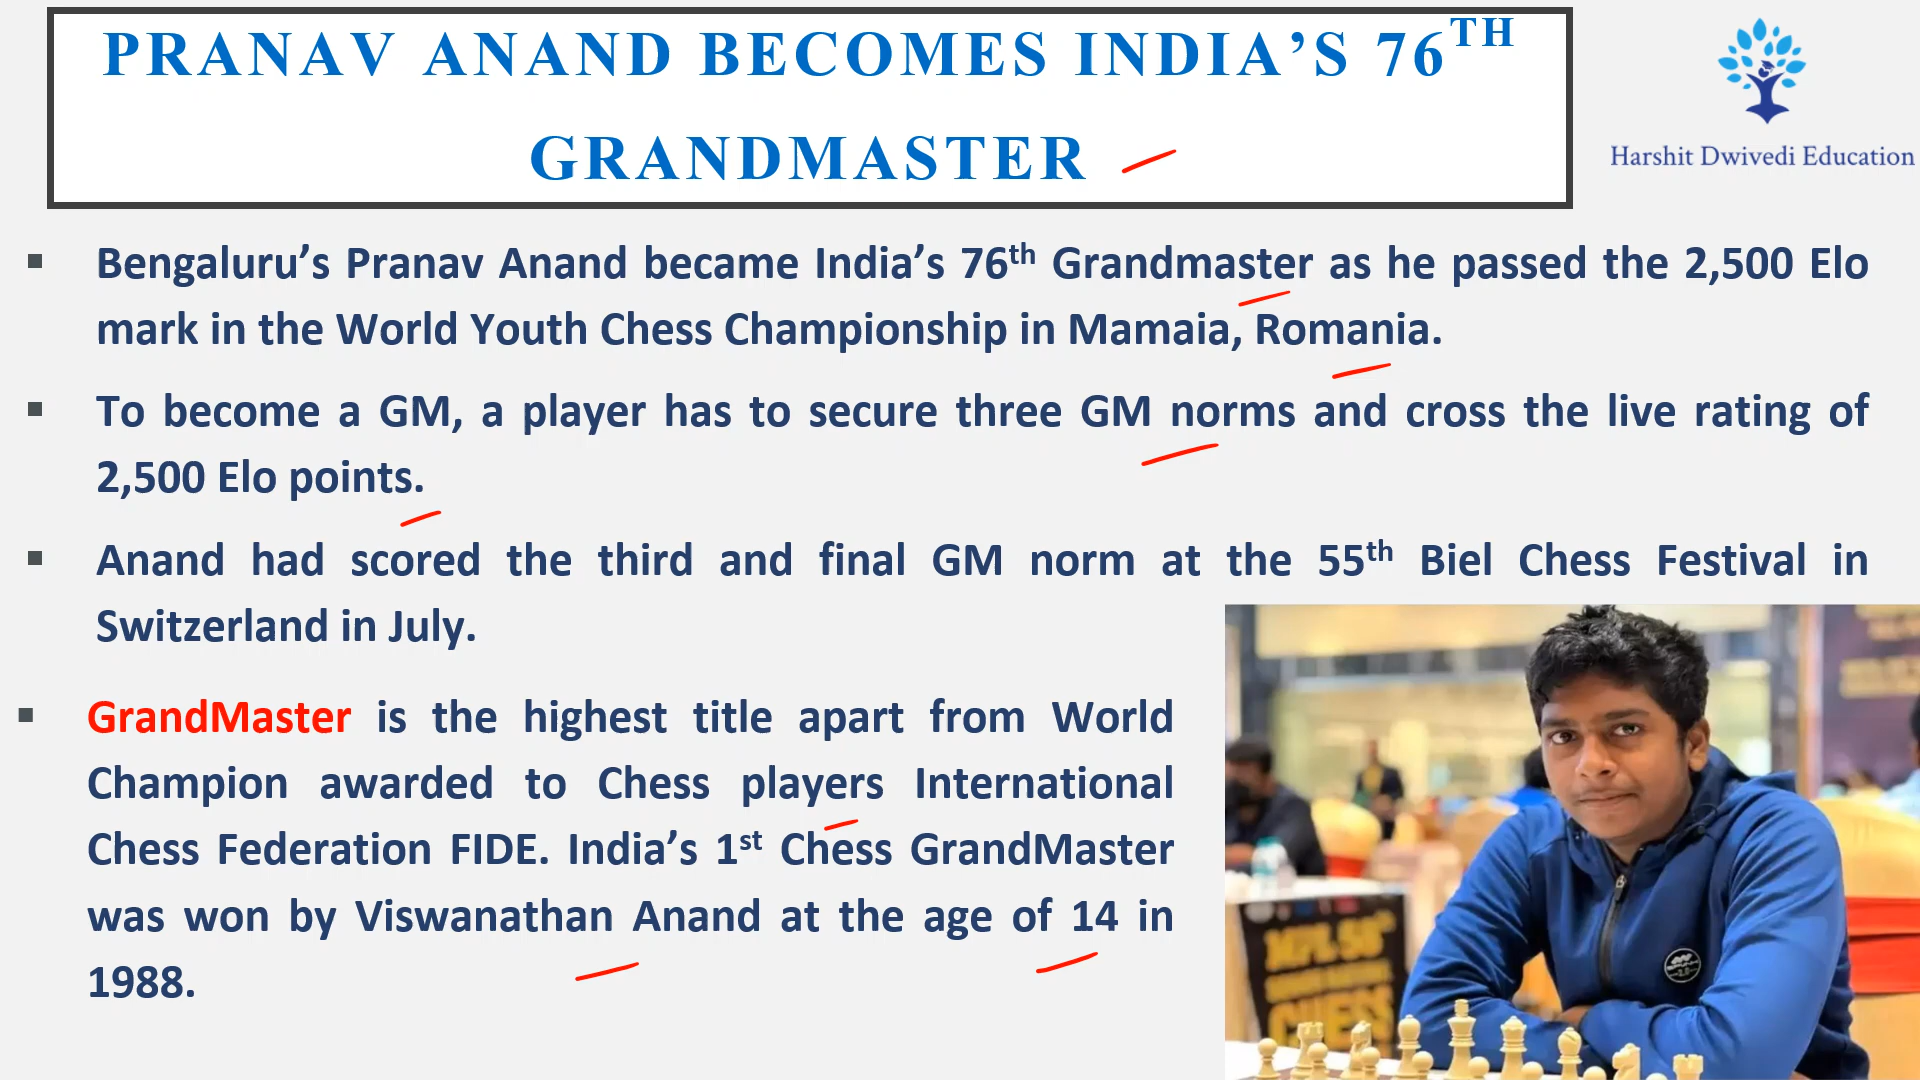 PRANAV ANAND BECOMES INDIA’S 76TH
GRANDMASTER
Harshit Dwivedi Education
▪ Bengaluru’s Pranav Anand became India’s 76th Grandmaster as he passed the 2,500 Elo
mark in the World Youth Chess Championship in Mamaia, Romania.
▪ To become a GM, a player has to secure three GM norms and cross the live rating of
2,500 Elo points.
▪ Anand had scored the third and final GM norm at the 55th Biel Chess Festival in
Switzerland in July.
▪ GrandMaster is the highest title apart from World
Champion awarded to Chess players International
Chess Federation FIDE. India’s 1st Chess GrandMaster
was won by Viswanathan Anand at the age of 14 in
1988.
CHESS